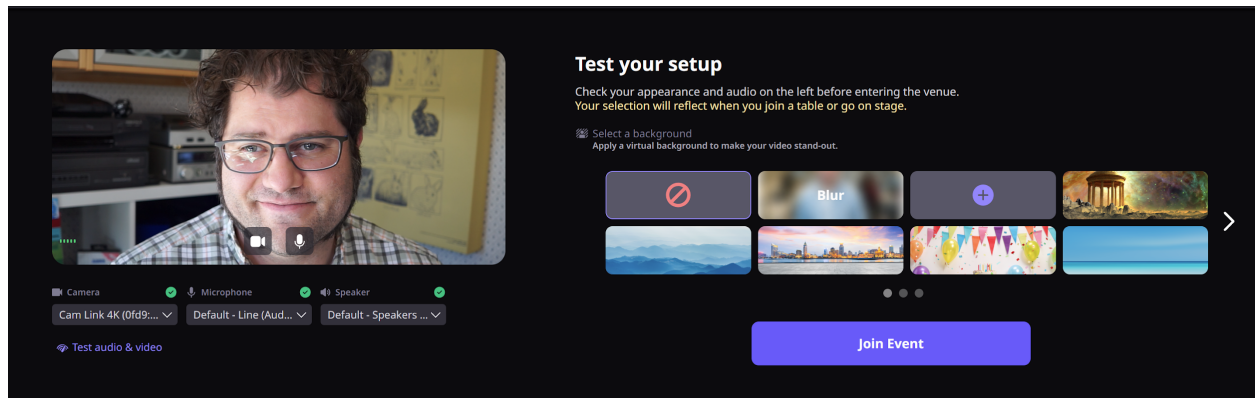 Test your setup
Check your appearance and audio on the left before entering the venue.
Your selection will reflect when you join a table or go on stage.
Select a background
Apply a virtual background to make your video stand-out.
Blur
Camera
Microphone
Speaker
Cam Link 4K (0fd9:...
Default - Line (Aud...
Default - Speakers ...
Test audio & video
Join Event